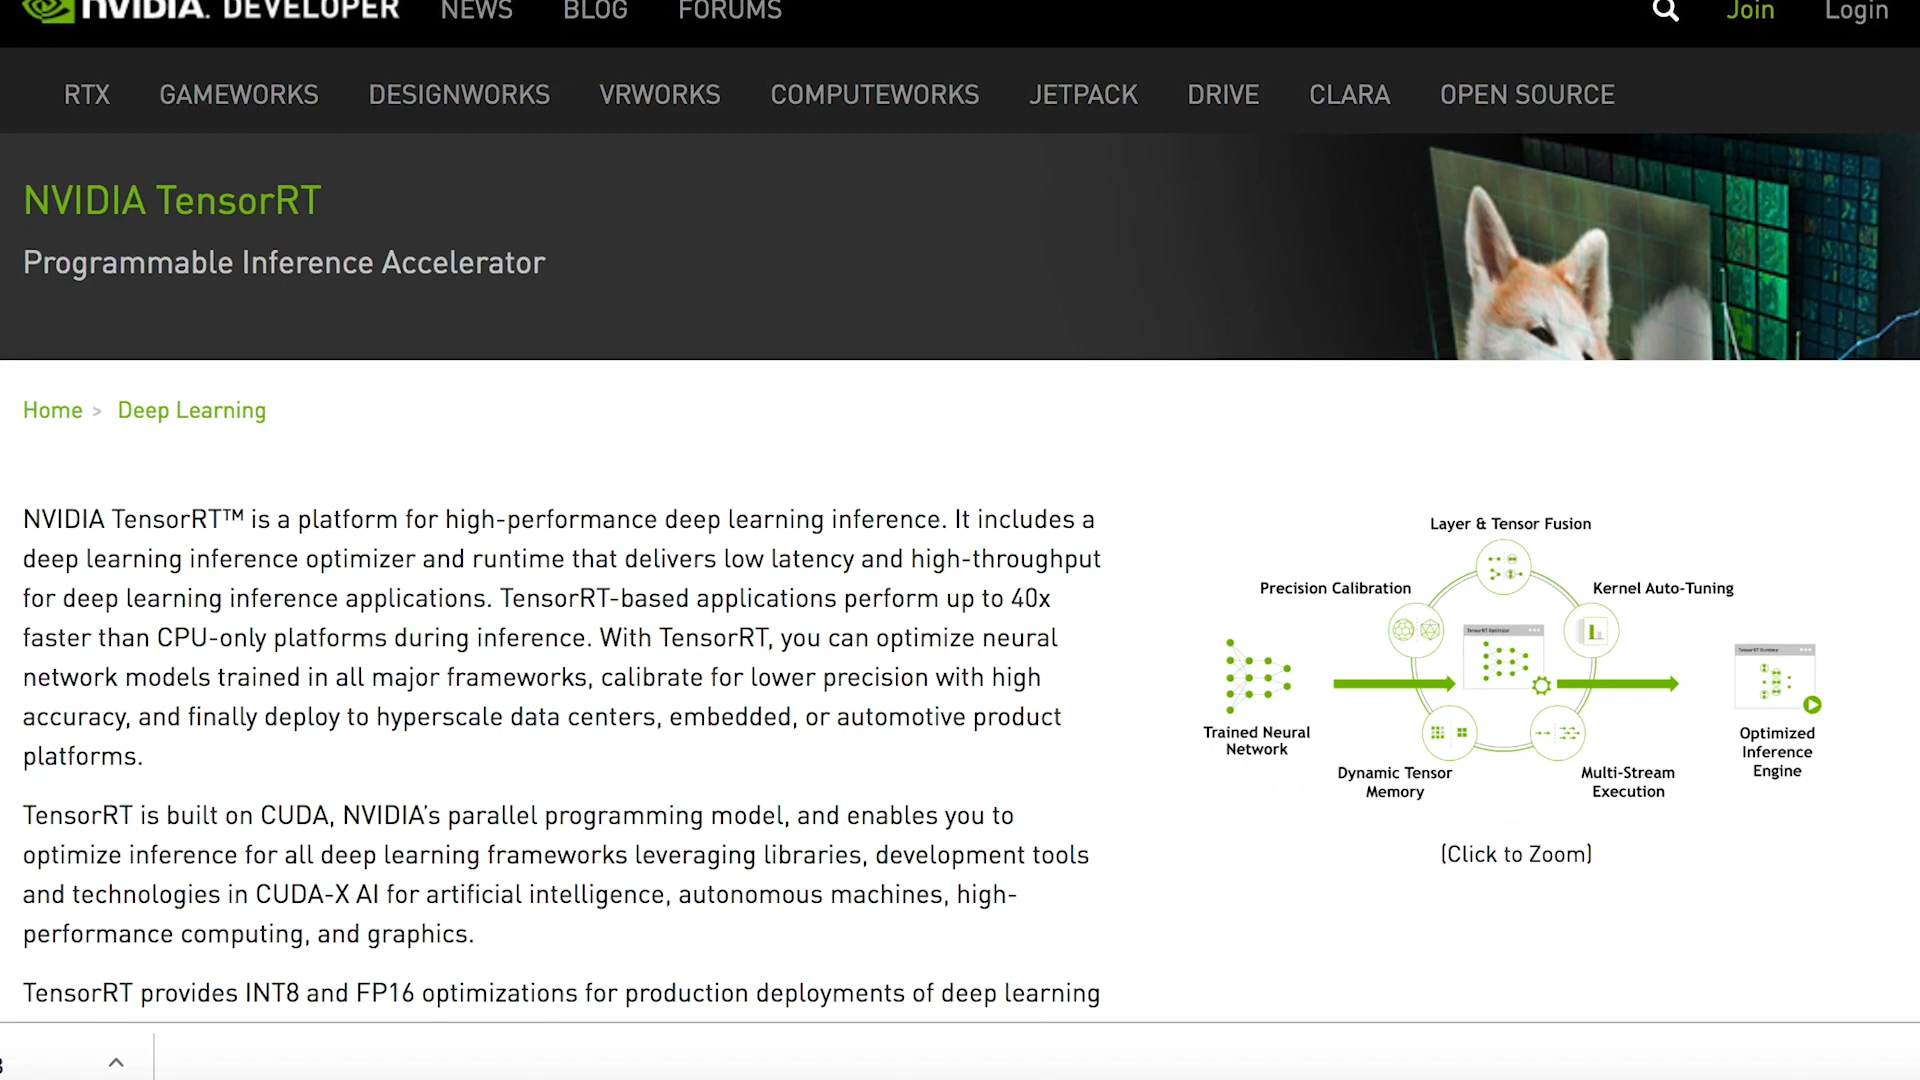 NVIDIA. DEVELOPER NEWS BLOG FORUMS Join Login
RTX GAMEWORKS DESIGNWORKS VRWORKS COMPUTEWORKS JETPACK DRIVE CLARA OPEN SOURCE
NVIDIA TensorRT
Programmable Inference Accelerator
Home > Deep Learning
NVIDIA TensorRT™ is a platform for high-performance deep learning inference. It includes a
deep learning inference optimizer and runtime that delivers low latency and high-throughput
for deep learning inference applications. TensorRT-based applications perform up to 40x
faster than CPU-only platforms during inference. With TensorRT, you can optimize neural
network models trained in all major frameworks, calibrate for lower precision with high
accuracy, and finally deploy to hyperscale data centers, embedded, or automotive product
platforms.
TensorRT is built on CUDA, NVIDIA’s parallel programming model, and enables you to
optimize inference for all deep learning frameworks leveraging libraries, development tools
and technologies in CUDA-X AI for artificial intelligence, autonomous machines, high-
performance computing, and graphics.
TensorRT provides INT8 and FP16 optimizations for production deployments of deep learning
Layer & Tensor Fusion
Precision Calibration
Kernel Auto-Tuning
TensorRT Optimizer
TensorRT Runtime
Trained Neural
Network
Optimized
Inference
Engine
Dynamic Tensor
Memory
Multi-Stream
Execution
(Click to Zoom)